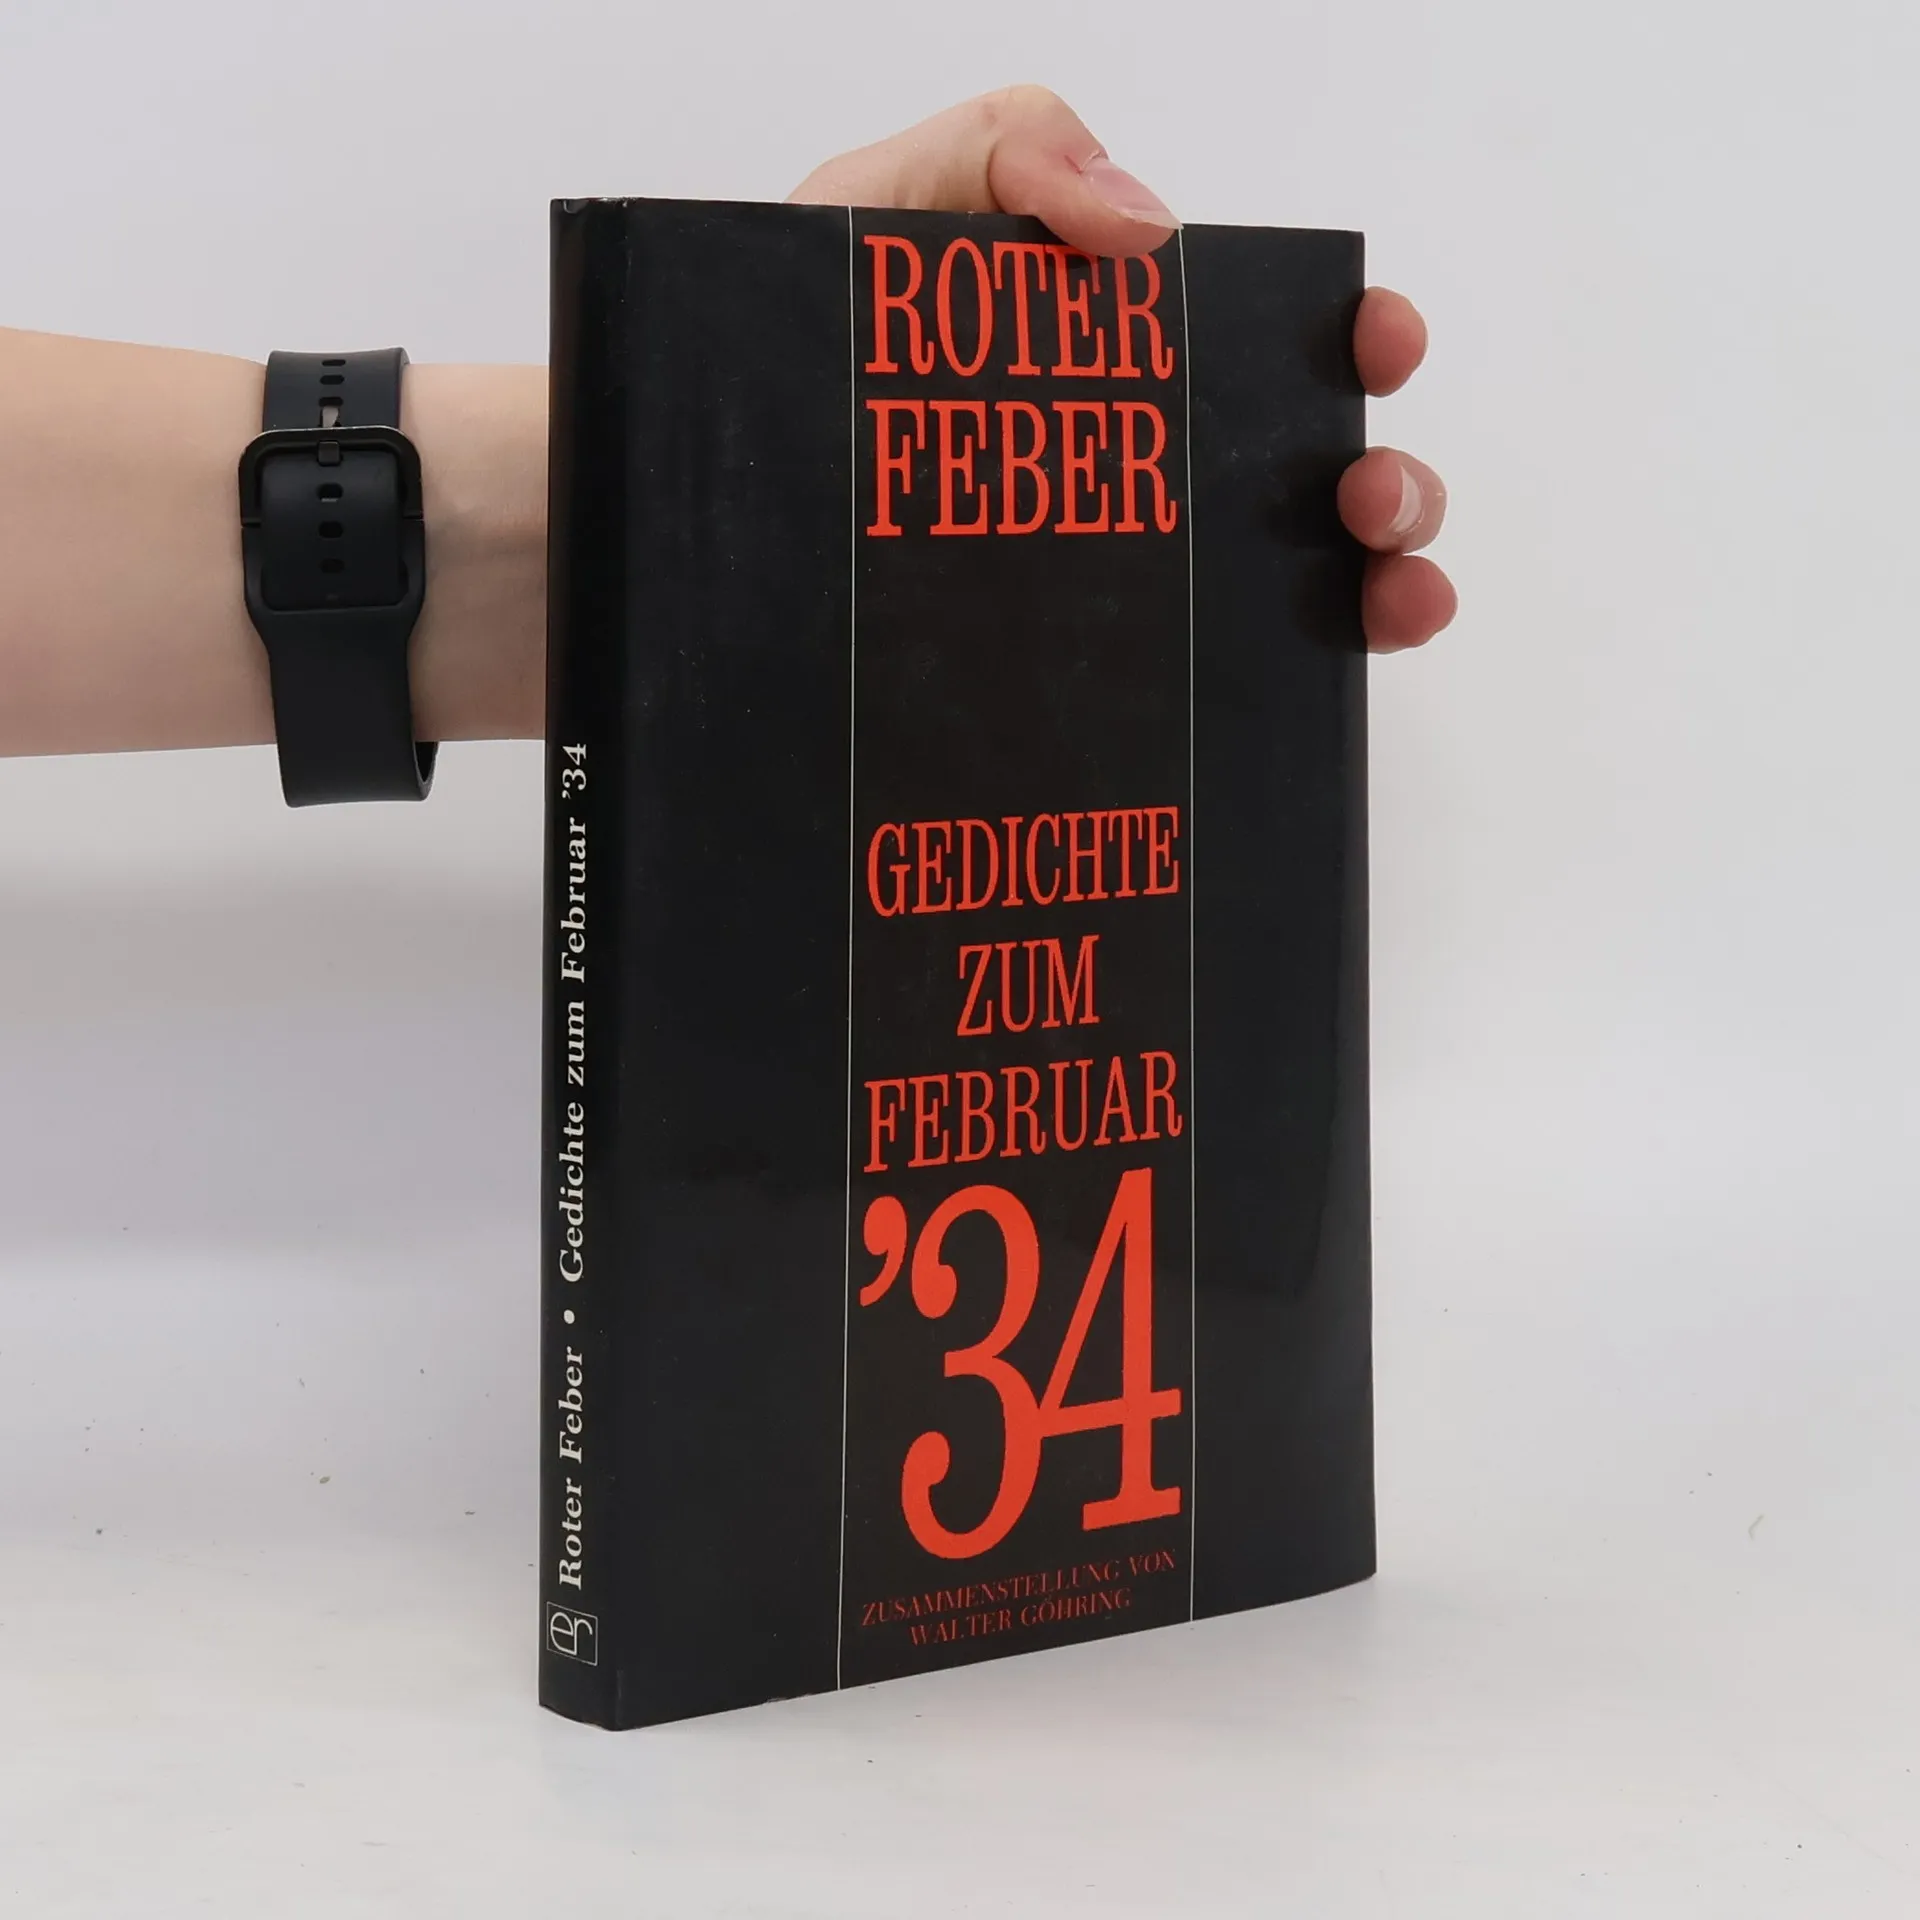 ROTER
FEBER
GEDICHTE
ZUM
FEBRUAR
’34
ZUSAMMENSTELLUNG VON
WALTER GÖHRING
Roter Feber • Gedichte zum Februar ’34